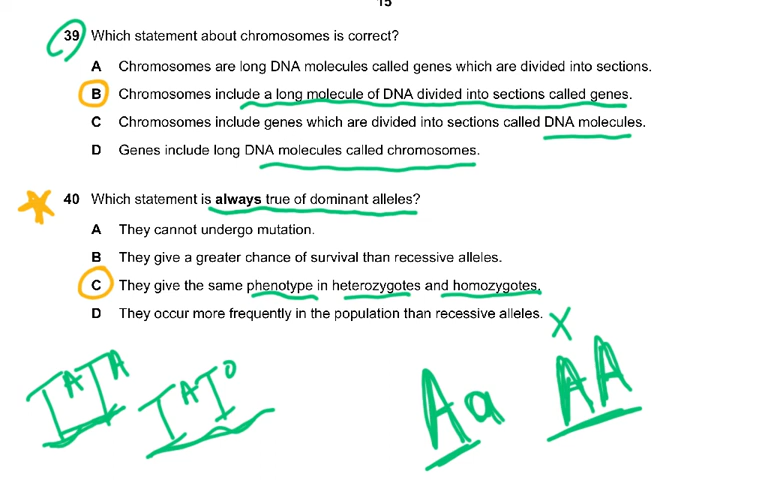 15
39 Which statement about chromosomes is correct?
A Chromosomes are long DNA molecules called genes which are divided into sections.
B Chromosomes include a long molecule of DNA divided into sections called genes.
C Chromosomes include genes which are divided into sections called DNA molecules.
D Genes include long DNA molecules called chromosomes.
40 Which statement is always true of dominant alleles?
A They cannot undergo mutation.
B They give a greater chance of survival than recessive alleles.
C They give the same phenotype in heterozygotes and homozygotes.
D They occur more frequently in the population than recessive alleles. X
IᴬIᴬ IᴬIᴼ Aa AA